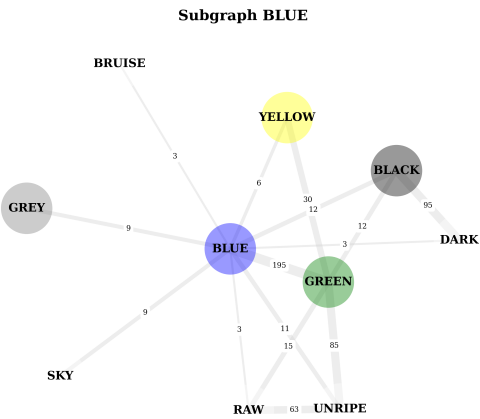 Subgraph BLUE
BRUISE
YELLOW
3
BLACK
6
30
95
12
GREY
12
9
DARK
3
BLUE
195
GREEN
9
3
11
85
15
SKY
RAW
63
UNRIPE